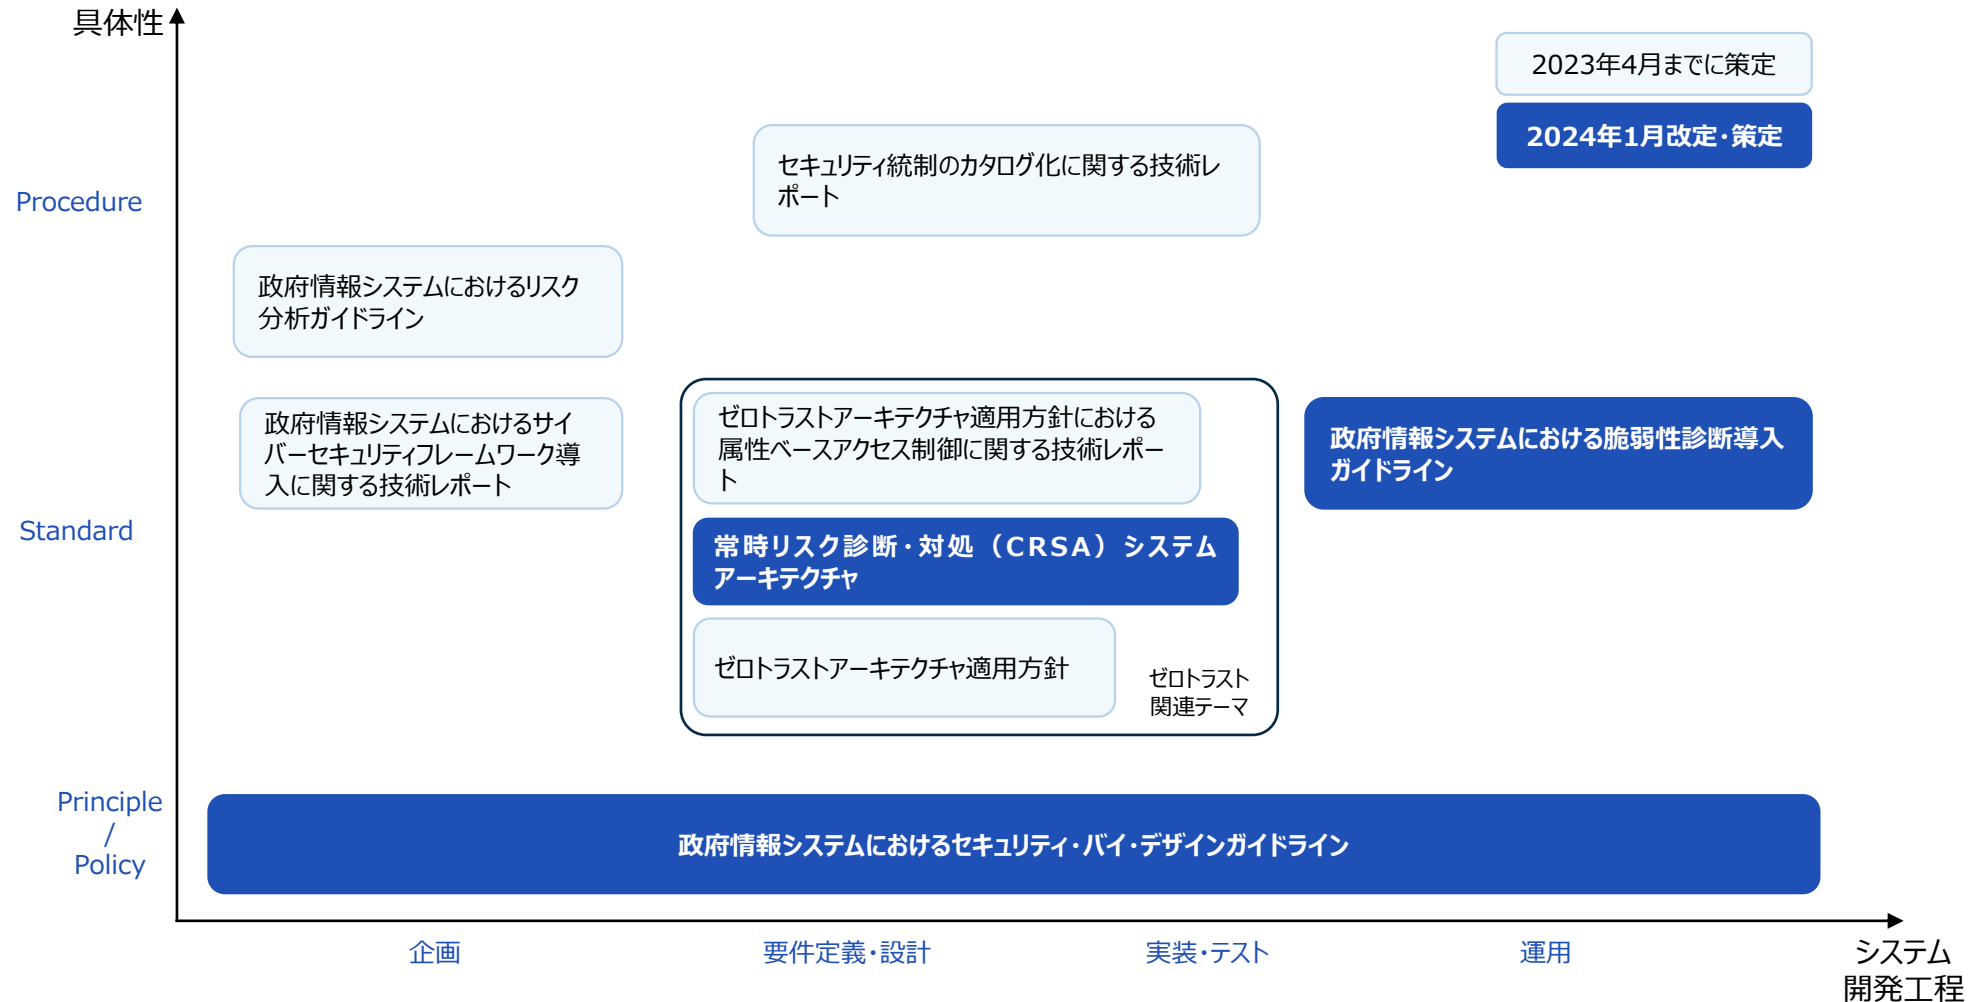 具体性
2023年4月までに策定
2024年1月改定・策定
セキュリティ統制のカタログ化に関する技術レ
ポート
Procedure
政府情報システムにおけるリスク
分析ガイドライン
政府情報システムにおけるサイ
バーセキュリティフレームワーク導
入に関する技術レポート
ゼロトラストアーキテクチャ適用方針における
属性ベースアクセス制御に関する技術レポー
ト
政府情報システムにおける脆弱性診断導入
ガイドライン
Standard
常時リスク診断・対処（CRSA）システム
アーキテクチャ
ゼロトラストアーキテクチャ適用方針
ゼロトラスト
関連テーマ
Principle
/
Policy
政府情報システムにおけるセキュリティ・バイ・デザインガイドライン
企画
要件定義・設計
実装・テスト
運用
システム
開発工程